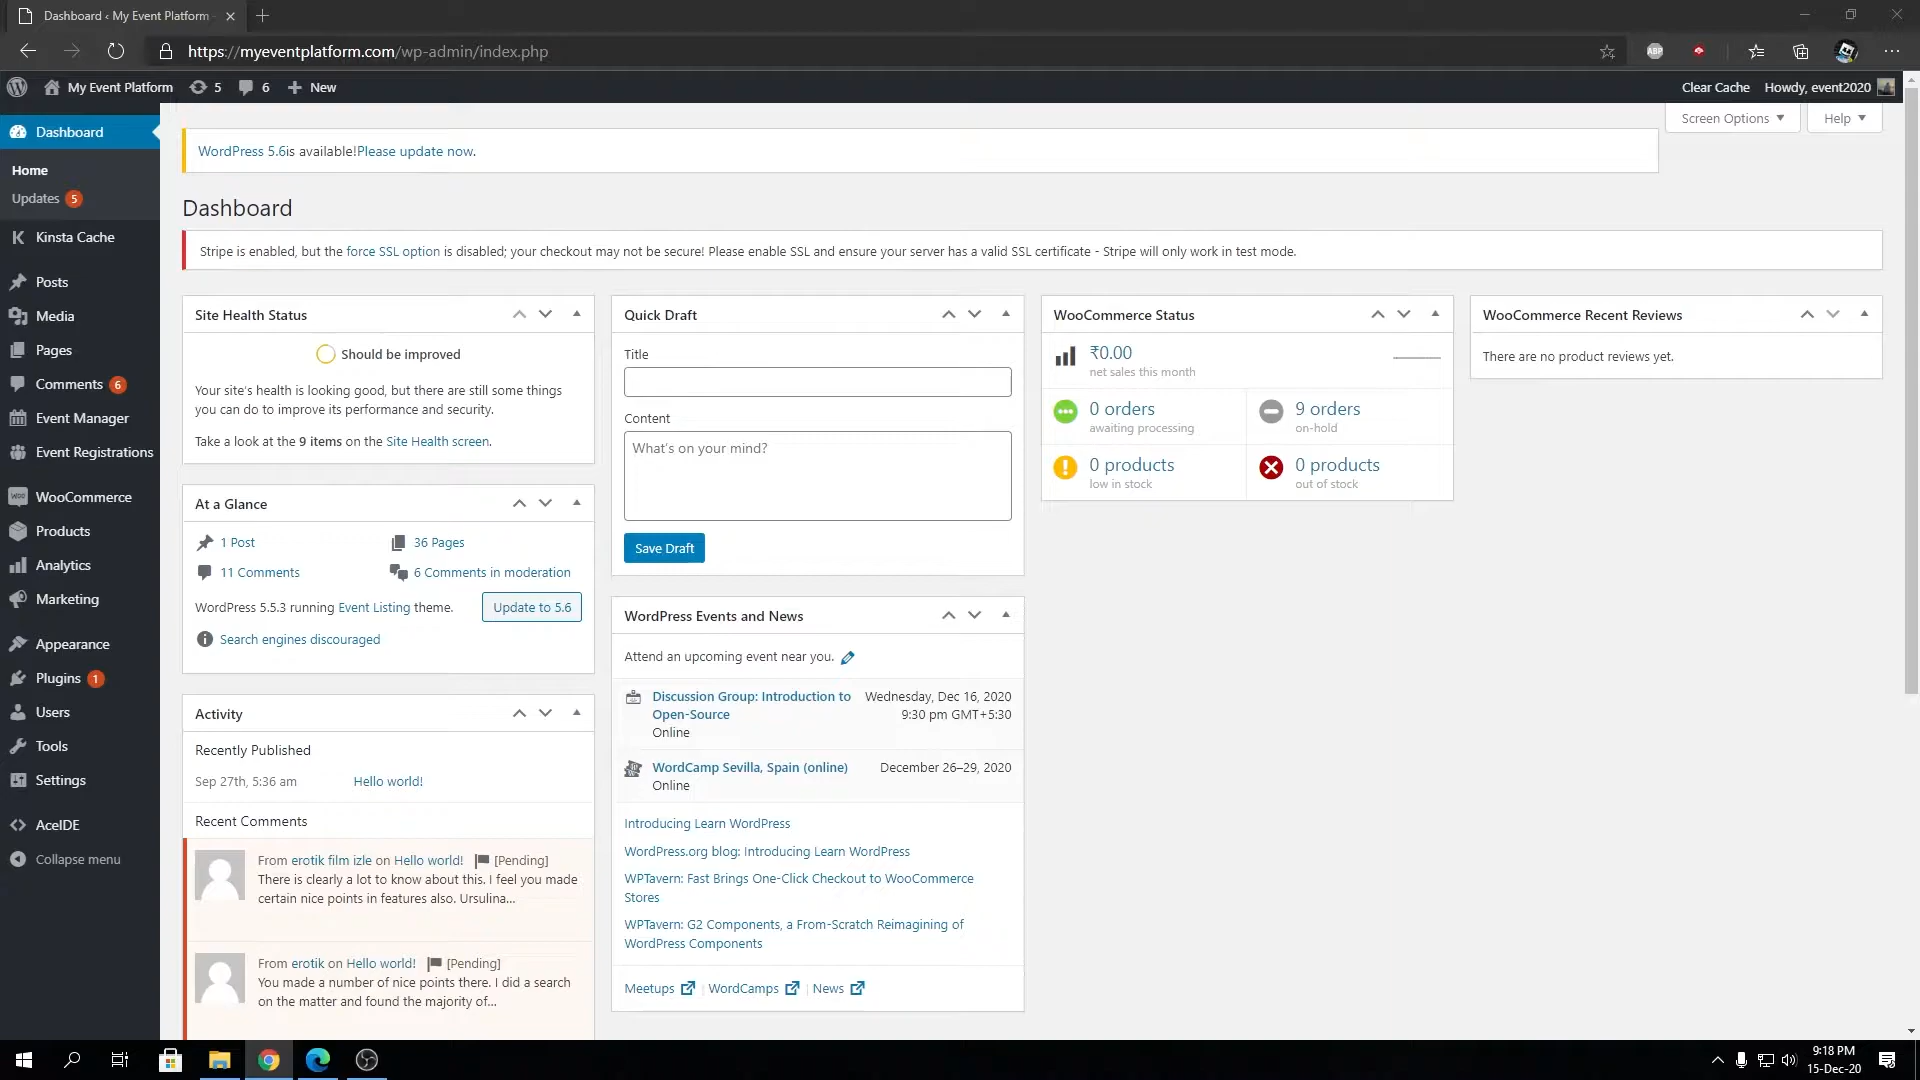 Dashboard ‹ My Event Platform
https://myeventplatform.com/wp-admin/index.php
ABP
My Event Platform
5
6
New
Clear Cache
Howdy, event2020
Dashboard
Home
Updates 5
Kinsta Cache
Posts
Media
Pages
Comments 6
Event Manager
Event Registrations
WooCommerce
Products
Analytics
Marketing
Appearance
Plugins 1
Users
Tools
Settings
AceIDE
Collapse menu
Screen Options
Help
WordPress 5.6is available!Please update now.
Dashboard
Stripe is enabled, but the force SSL option is disabled; your checkout may not be secure! Please enable SSL and ensure your server has a valid SSL certificate - Stripe will only work in test mode.
Site Health Status
Should be improved
Your site's health is looking good, but there are still some things
you can do to improve its performance and security.
Take a look at the 9 items on the Site Health screen.
At a Glance
1 Post
36 Pages
11 Comments
6 Comments in moderation
WordPress 5.5.3 running Event Listing theme.
Update to 5.6
Search engines discouraged
Activity
Recently Published
Sep 27th, 5:36 am
Hello world!
Recent Comments
From erotik film izle on Hello world! [Pending]
There is clearly a lot to know about this. I feel you made
certain nice points in features also. Ursulina...
From erotik on Hello world! [Pending]
You made a number of nice points there. I did a search
on the matter and found the majority of...
Quick Draft
Title
Content
What's on your mind?
Save Draft
WordPress Events and News
Attend an upcoming event near you.
Discussion Group: Introduction to
Open-Source
Online
Wednesday, Dec 16, 2020
9:30 pm GMT+5:30
WordCamp Sevilla, Spain (online)
Online
December 26–29, 2020
Introducing Learn WordPress
WordPress.org blog: Introducing Learn WordPress
WPTavern: Fast Brings One-Click Checkout to WooCommerce
Stores
WPTavern: G2 Components, a From-Scratch Reimagining of
WordPress Components
Meetups | WordCamps | News
WooCommerce Status
₹0.00
net sales this month
0 orders
awaiting processing
9 orders
on-hold
0 products
low in stock
0 products
out of stock
WooCommerce Recent Reviews
There are no product reviews yet.
9:18 PM
15-Dec-20